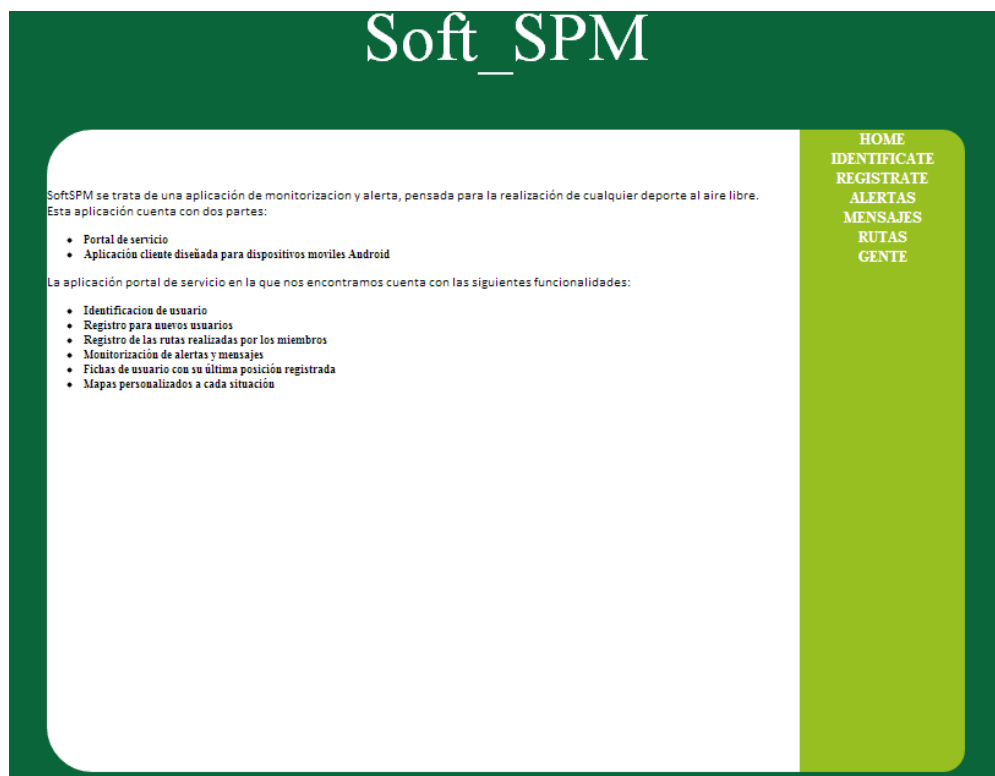 Soft_SPM
SoftSPM se trata de una aplicación de monitorizacion y alerta, pensada para la realización de cualquier deporte al aire libre.
Esta aplicación cuenta con dos partes:
• Portal de servicio
• Aplicación cliente diseñada para dispositivos moviles Android
La aplicación portal de servicio en la que nos encontramos cuenta con las siguientes funcionalidades:
• Identificacion de usuario
• Registro para nuevos usuarios
• Registro de las rutas realizadas por los miembros
• Monitorización de alertas y mensajes
• Fichas de usuario con su última posición registrada
• Mapas personalizados a cada situación
HOME
IDENTIFICATE
REGISTRATE
ALERTAS
MENSAJES
RUTAS
GENTE